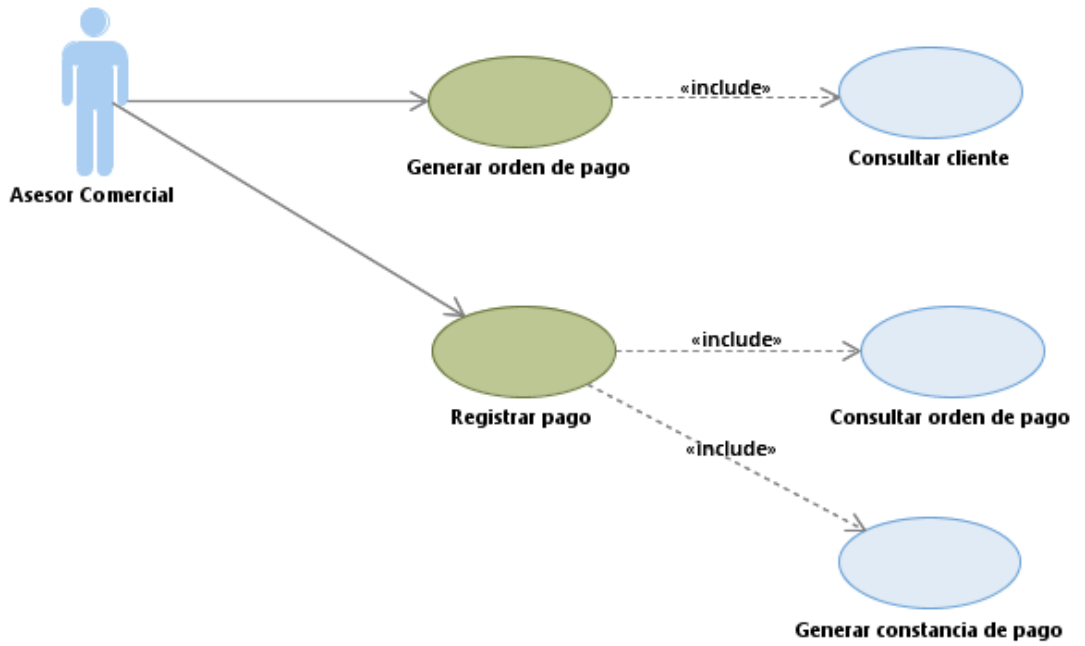 «include»
Generar orden de pago
Consultar cliente
Asesor Comercial
«include»
Registrar pago
Consultar orden de pago
«include»
Generar constancia de pago